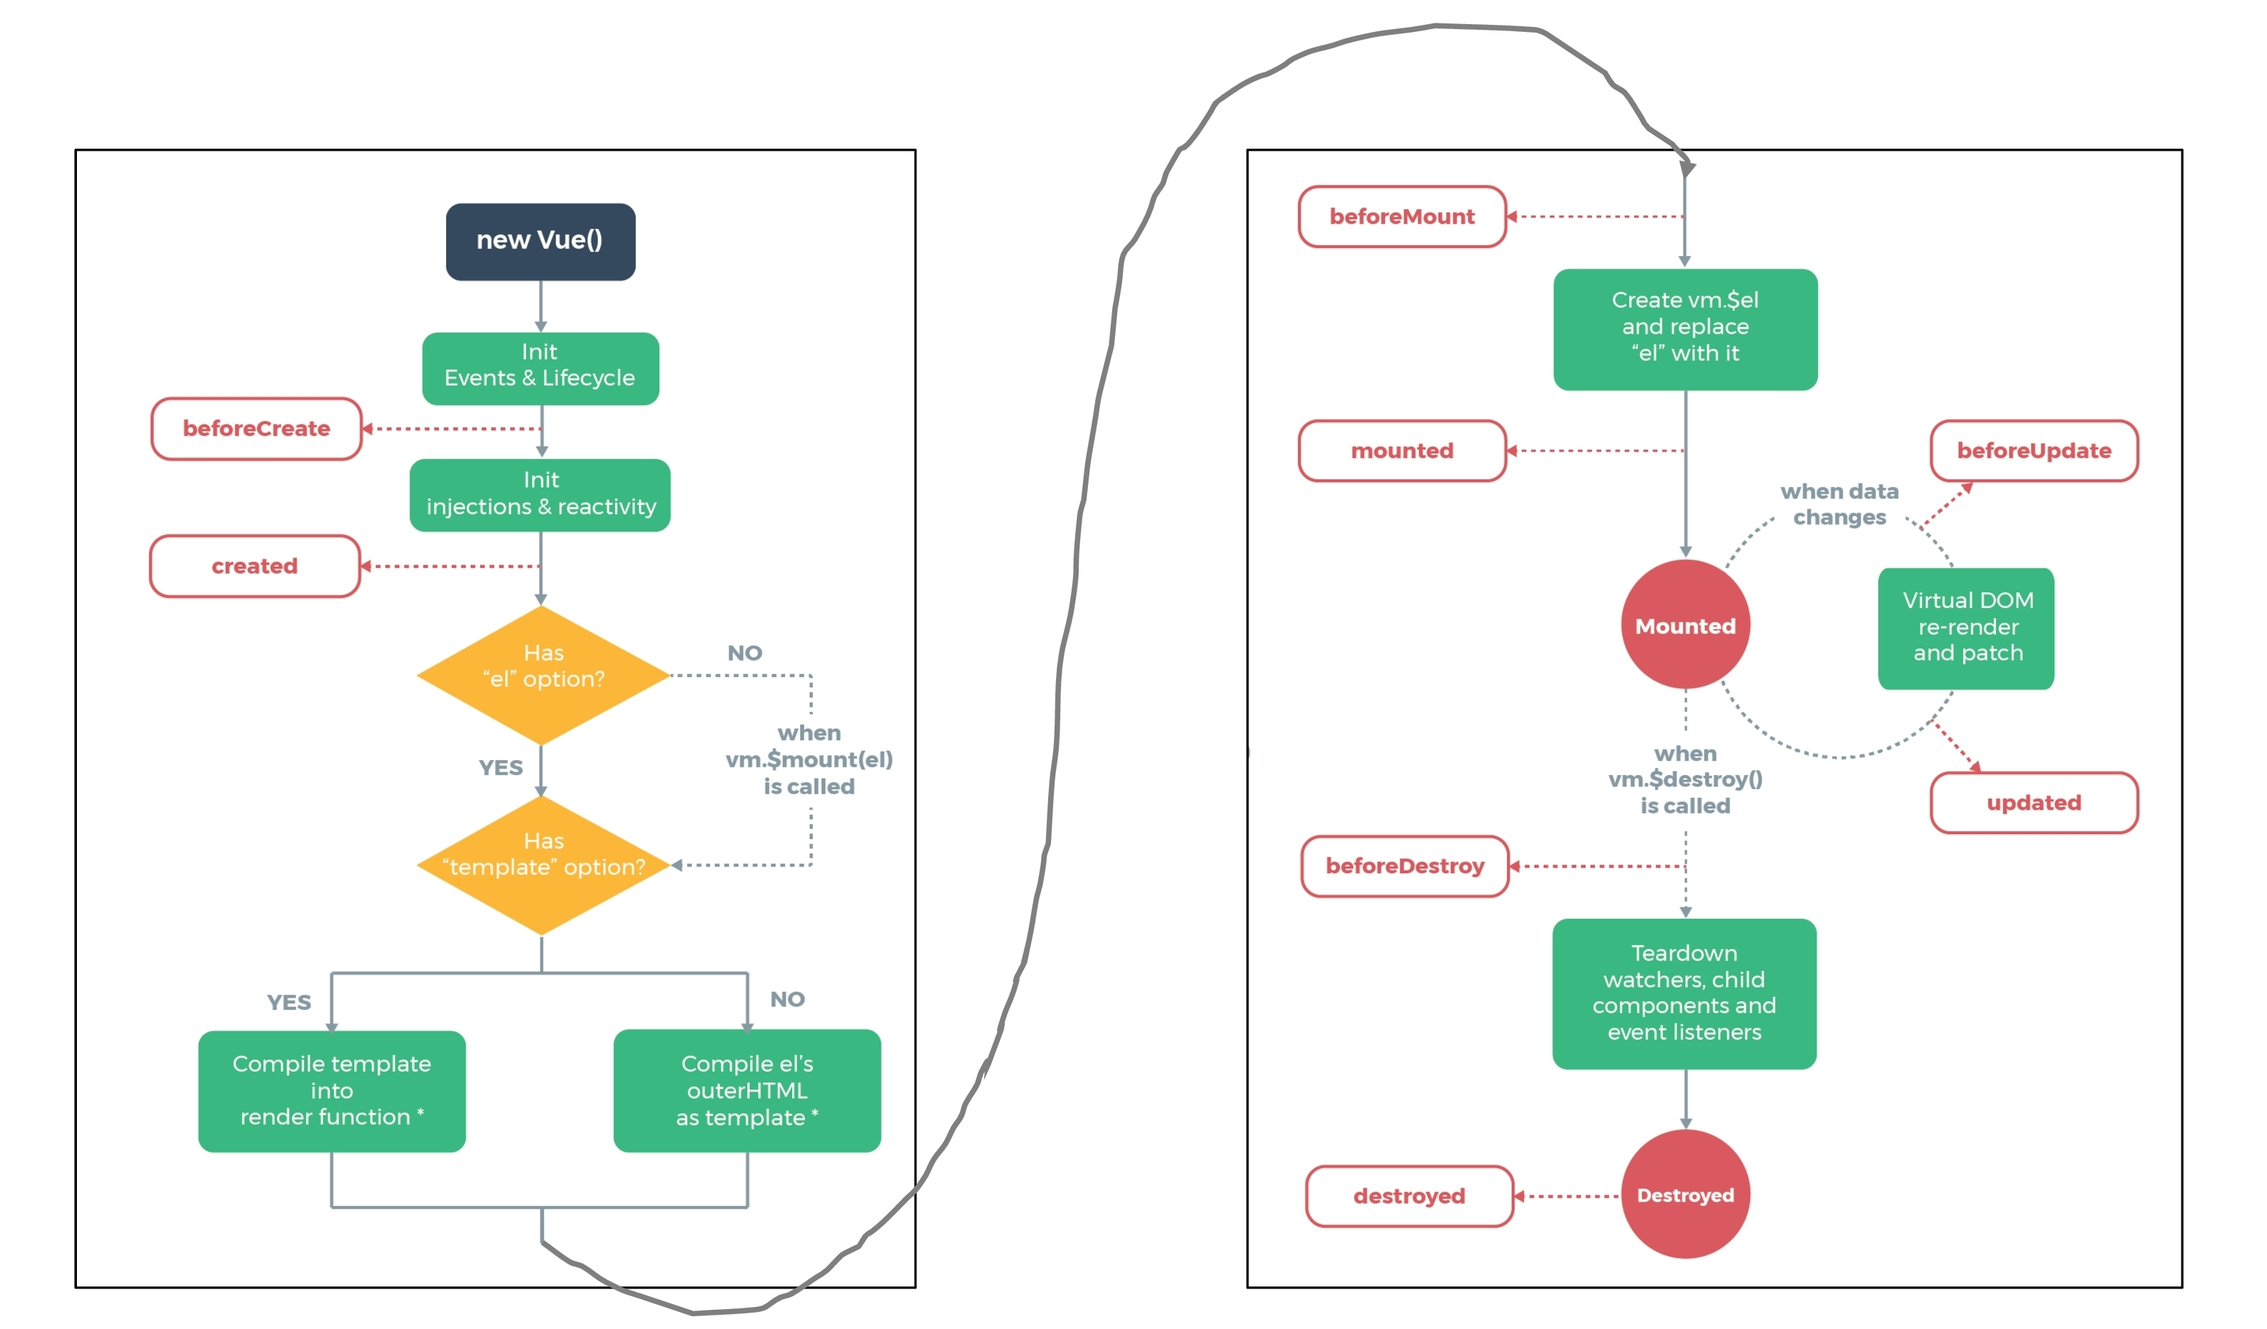 new Vue()
Init
Events & Lifecycle
beforeCreate
Init
injections & reactivity
created
Has
“el” option?
NO
when
vm.$mount(el)
is called
YES
Has
“template” option?
YES
NO
Compile template
into
render function *
Compile el’s
outerHTML
as template *
beforeMount
Create vm.$el
and replace
“el” with it
mounted
beforeUpdate
when data
changes
Mounted
Virtual DOM
re-render
and patch
when
vm.$destroy()
is called
updated
beforeDestroy
Teardown
watchers, child
components and
event listeners
destroyed
Destroyed